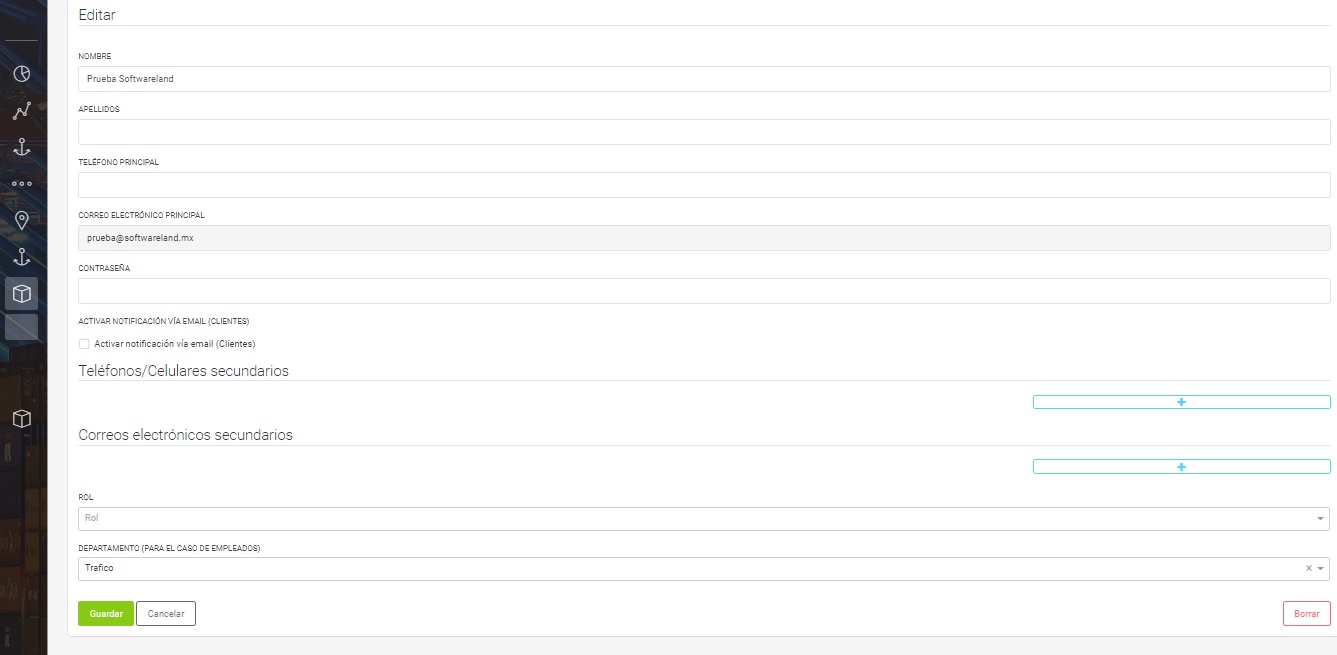 Editar
NOMBRE
Prueba Softwareland
APELLIDOS
TELÉFONO PRINCIPAL
CORREO ELECTRÓNICO PRINCIPAL
prueba@softwareland.mx
CONTRASEÑA
ACTIVAR NOTIFICACIÓN VÍA EMAIL (CLIENTES)
Activar notificación vía email (Clientes)
Teléfonos/Celulares secundarios
+
Correos electrónicos secundarios
+
ROL
Rol
DEPARTAMENTO (PARA EL CASO DE EMPLEADOS)
Trafico ×
Guardar Cancelar Borrar